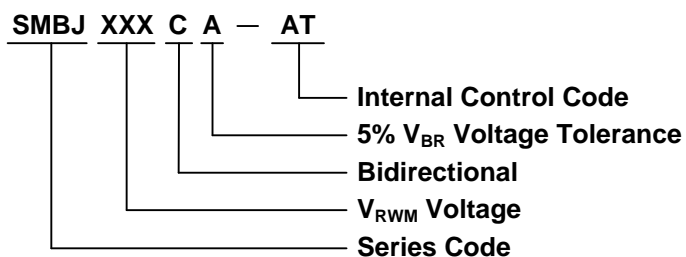 SMBJ XXX C A — AT
Internal Control Code
5% VBR Voltage Tolerance
Bidirectional
VRWM Voltage
Series Code